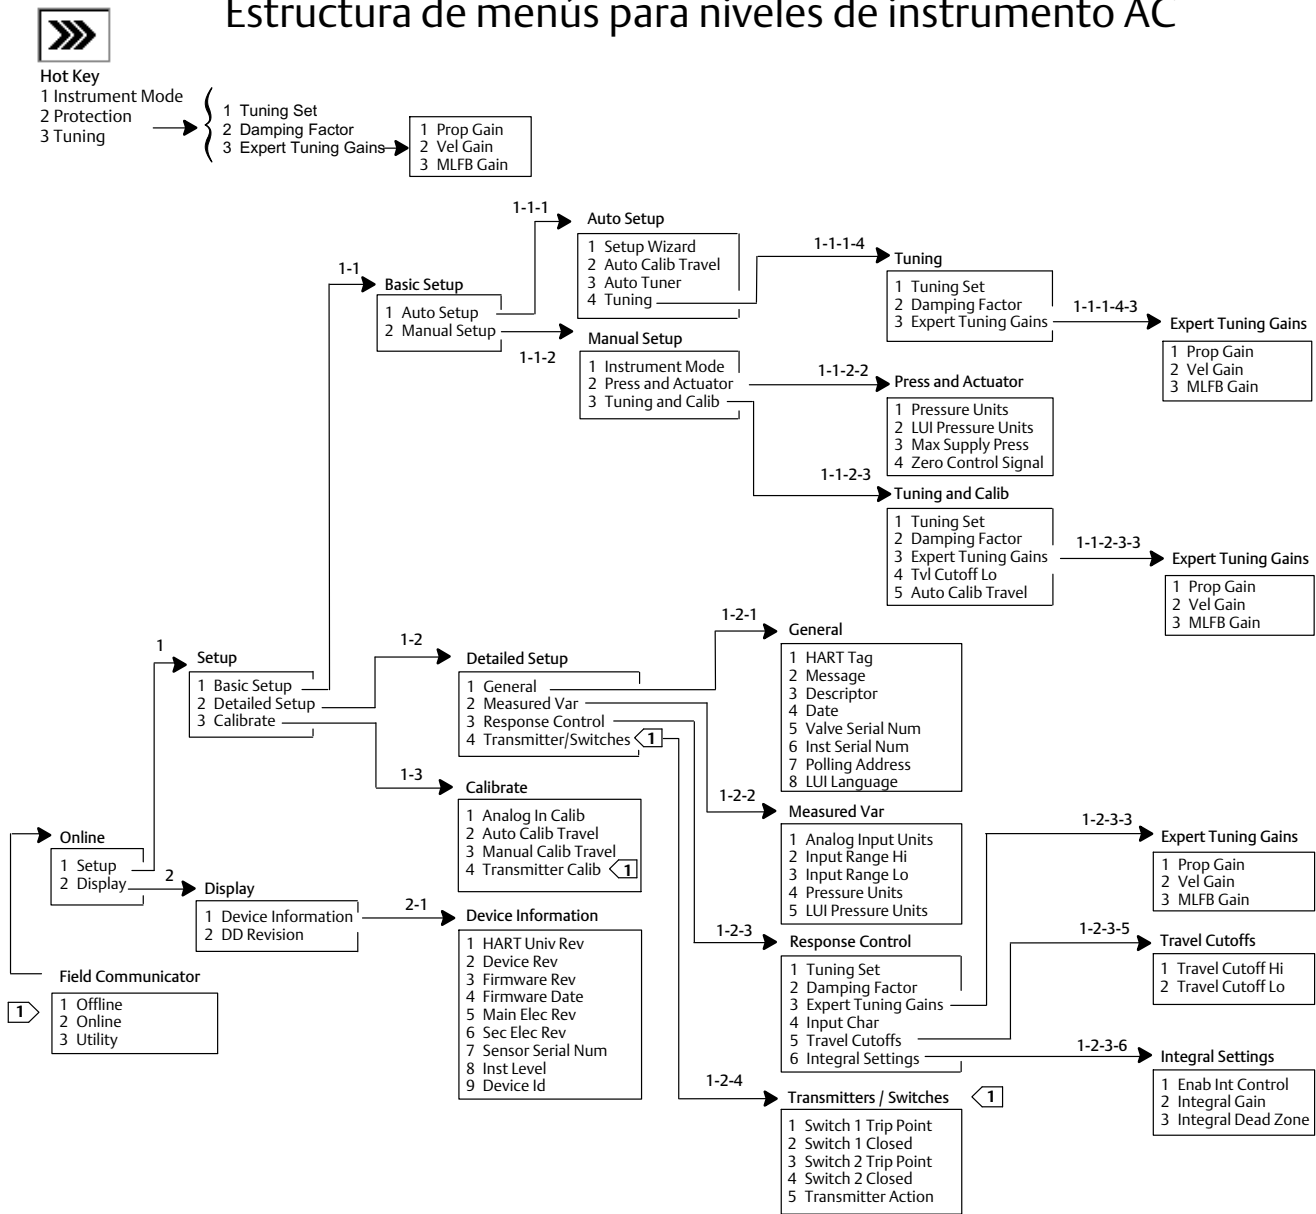 Estructura de menús para niveles de instrumento AC
Hot Key
1 Instrument Mode
2 Protection
3 Tuning
1 Tuning Set
2 Damping Factor
3 Expert Tuning Gains
1 Prop Gain
2 Vel Gain
3 MLFB Gain
1-1-1
Auto Setup
1 Setup Wizard
2 Auto Calib Travel
3 Auto Tuner
4 Tuning
1-1-1-4
Tuning
1 Tuning Set
2 Damping Factor
3 Expert Tuning Gains
1-1-1-4-3
Expert Tuning Gains
1 Prop Gain
2 Vel Gain
3 MLFB Gain
1-1
Basic Setup
1 Auto Setup
2 Manual Setup
1-1-2
Manual Setup
1 Instrument Mode
2 Press and Actuator
3 Tuning and Calib
1-1-2-2
Press and Actuator
1 Pressure Units
2 LUI Pressure Units
3 Max Supply Press
4 Zero Control Signal
1-1-2-3
Tuning and Calib
1 Tuning Set
2 Damping Factor
3 Expert Tuning Gains
4 Tvl Cutoff Lo
5 Auto Calib Travel
1-1-2-3-3
Expert Tuning Gains
1 Prop Gain
2 Vel Gain
3 MLFB Gain
1
Setup
1 Basic Setup
2 Detailed Setup
3 Calibrate
1-2
Detailed Setup
1 General
2 Measured Var
3 Response Control
4 Transmitter/Switches 1
1-2-1
General
1 HART Tag
2 Message
3 Descriptor
4 Date
5 Valve Serial Num
6 Inst Serial Num
7 Polling Address
8 LUI Language
1-3
Calibrate
1 Analog In Calib
2 Auto Calib Travel
3 Manual Calib Travel
4 Transmitter Calib 1
1-2-2
Measured Var
1 Analog Input Units
2 Input Range Hi
3 Input Range Lo
4 Pressure Units
5 LUI Pressure Units
1-2-3-3
Expert Tuning Gains
1 Prop Gain
2 Vel Gain
3 MLFB Gain
Online
1 Setup
2 Display
2
Display
1 Device Information
2 DD Revision
2-1
Device Information
1 HART Univ Rev
2 Device Rev
3 Firmware Rev
4 Firmware Date
5 Main Elec Rev
6 Sec Elec Rev
7 Sensor Serial Num
8 Inst Level
9 Device Id
1-2-3
Response Control
1 Tuning Set
2 Damping Factor
3 Expert Tuning Gains
4 Input Char
5 Travel Cutoffs
6 Integral Settings
1-2-3-5
Travel Cutoffs
1 Travel Cutoff Hi
2 Travel Cutoff Lo
1-2-3-6
Integral Settings
1 Enab Int Control
2 Integral Gain
3 Integral Dead Zone
Field Communicator
1
1 Offline
2 Online
3 Utility
1-2-4
Transmitters / Switches 1
1 Switch 1 Trip Point
2 Switch 1 Closed
3 Switch 2 Trip Point
4 Switch 2 Closed
5 Transmitter Action